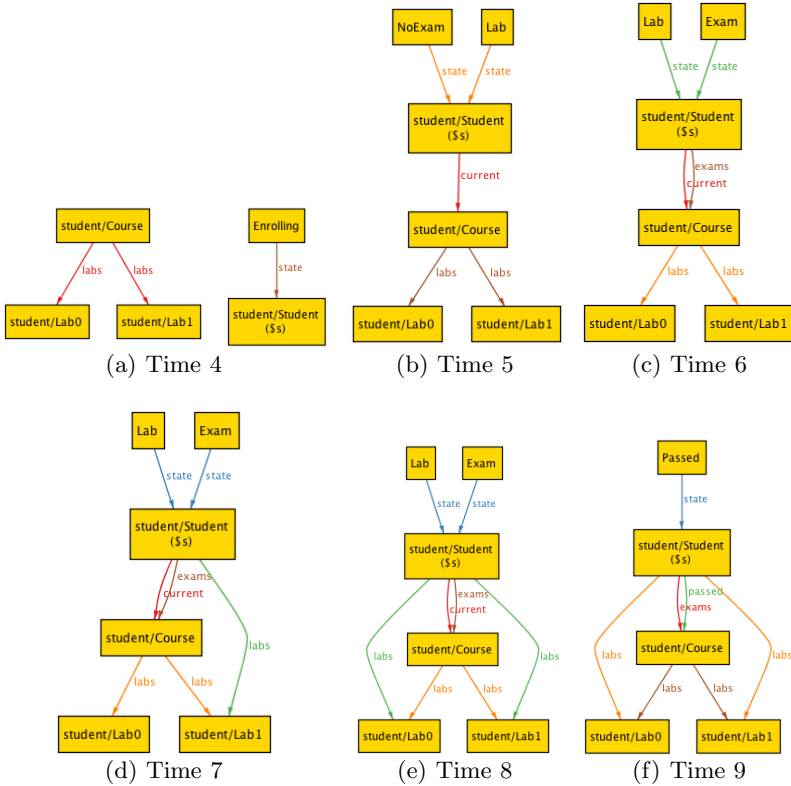 student/Course
labs
labs
student/Lab0
student/Lab1
Enrolling
state
student/Student
($s)
(a) Time 4
NoExam
Lab
state
state
student/Student
($s)
current
student/Course
labs
labs
student/Lab0
student/Lab1
(b) Time 5
Lab
Exam
state
state
student/Student
($s)
exams
current
student/Course
labs
labs
student/Lab0
student/Lab1
(c) Time 6
Lab
Exam
state
state
student/Student
($s)
exams
current
student/Course
labs
labs
labs
student/Lab0
student/Lab1
(d) Time 7
Lab
Exam
state
state
student/Student
($s)
exams
current
student/Course
labs
labs
labs
labs
student/Lab0
student/Lab1
(e) Time 8
Passed
state
student/Student
($s)
passed
exams
student/Course
labs
labs
labs
labs
student/Lab0
student/Lab1
(f) Time 9